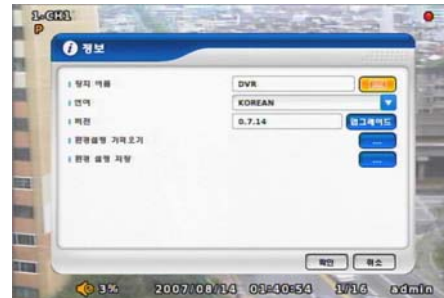 1-CH1
P
정보
장치 이름 DVR
언어 KOREAN
버전 0.7.14 업그레이드
환경설정 가져오기 ...
환경 설정 저장 ...
확인 취소
3% 2007/08/14 01:40:54 1/16 admin